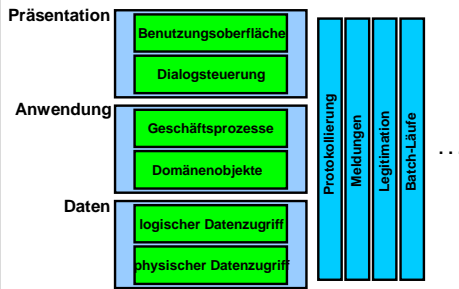 Präsentation
Benutzungsoberfläche
Dialogsteuerung
Anwendung
Geschäftsprozesse
Domänenobjekte
Daten
logischer Datenzugriff
physischer Datenzugriff
Protokollierung
Meldungen
Legitimation
Batch-Läufe
. . .